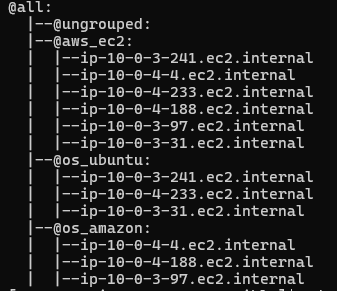 @all:
  |--@ungrouped:
  |--@aws_ec2:
  |  |--ip-10-0-3-241.ec2.internal
  |  |--ip-10-0-4-4.ec2.internal
  |  |--ip-10-0-4-233.ec2.internal
  |  |--ip-10-0-4-188.ec2.internal
  |  |--ip-10-0-3-97.ec2.internal
  |  |--ip-10-0-3-31.ec2.internal
  |--@os_ubuntu:
  |  |--ip-10-0-3-241.ec2.internal
  |  |--ip-10-0-4-233.ec2.internal
  |  |--ip-10-0-3-31.ec2.internal
  |--@os_amazon:
  |  |--ip-10-0-4-4.ec2.internal
  |  |--ip-10-0-4-188.ec2.internal
  |  |--ip-10-0-3-97.ec2.internal